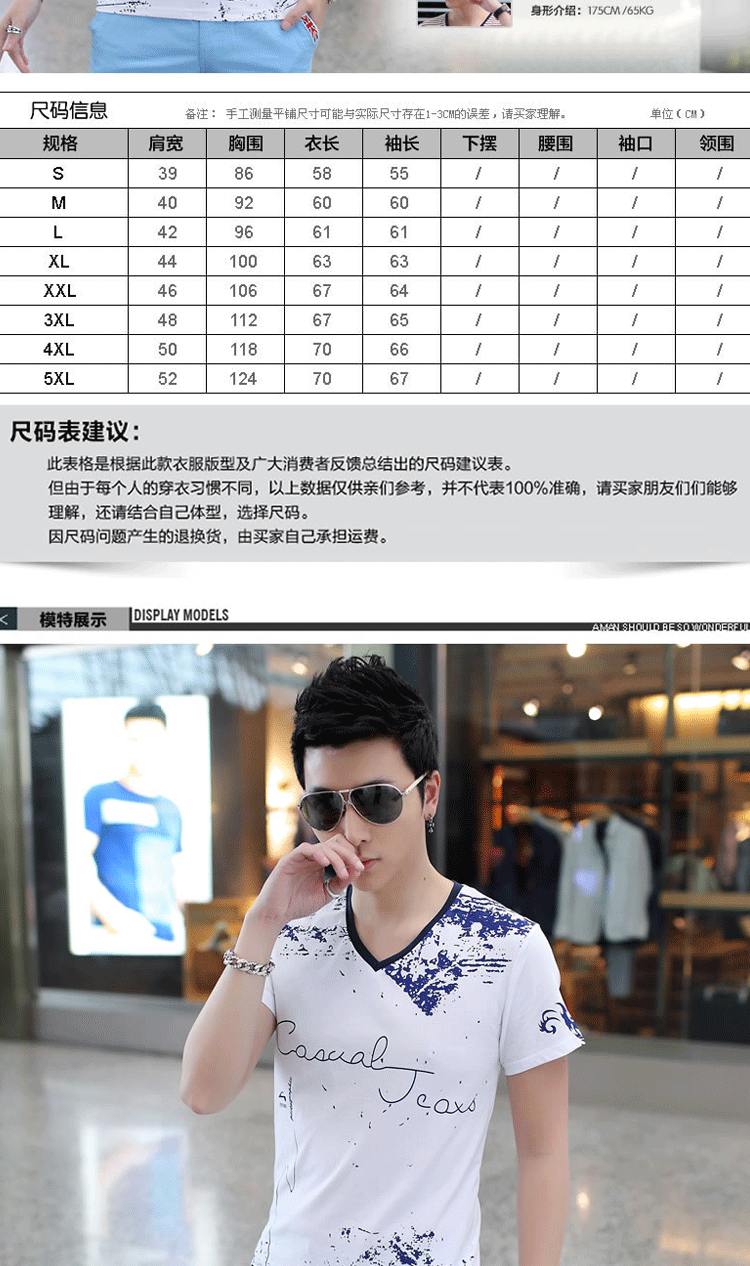 身形介绍：175CM /65KG
尺码信息 备注： 手工测量平铺尺寸可能与实际尺寸存在1-3CM的误差，请买家理解。 单位（CM）
规格 肩宽 胸围 衣长 袖长 下摆 腰围 袖口 领围
S 39 86 58 55 / / / /
M 40 92 60 60 / / / /
L 42 96 61 61 / / / /
XL 44 100 63 63 / / / /
XXL 46 106 67 64 / / / /
3XL 48 112 67 65 / / / /
4XL 50 118 70 66 / / / /
5XL 52 124 70 67 / / / /
尺码表建议：
此表格是根据此款衣服版型及广大消费者反馈总结出的尺码建议表。
但由于每个人的穿衣习惯不同，以上数据仅供亲们参考，并不代表100%准确，请买家朋友们们能够
理解，还请结合自己体型，选择尺码。
因尺码问题产生的退换货，由买家自己承担运费。
< 模特展示 DISPLAY MODELS
A MAN SHOULD BE SO WONDERFUL
Casual
Jeaxs